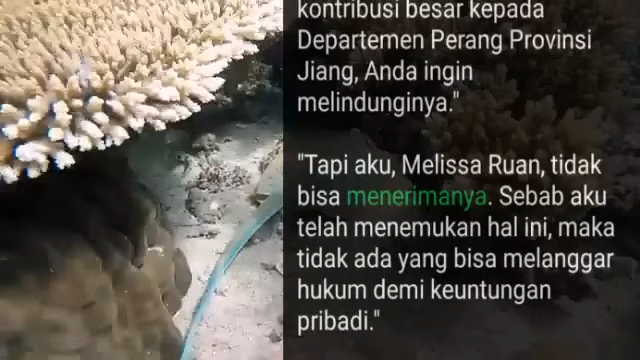 kontribusi besar kepada
Departemen Perang Provinsi
Jiang, Anda ingin
melindunginya."
"Tapi aku, Melissa Ruan, tidak
bisa menerimanya. Sebab aku
telah menemukan hal ini, maka
tidak ada yang bisa melanggar
hukum demi keuntungan
pribadi."